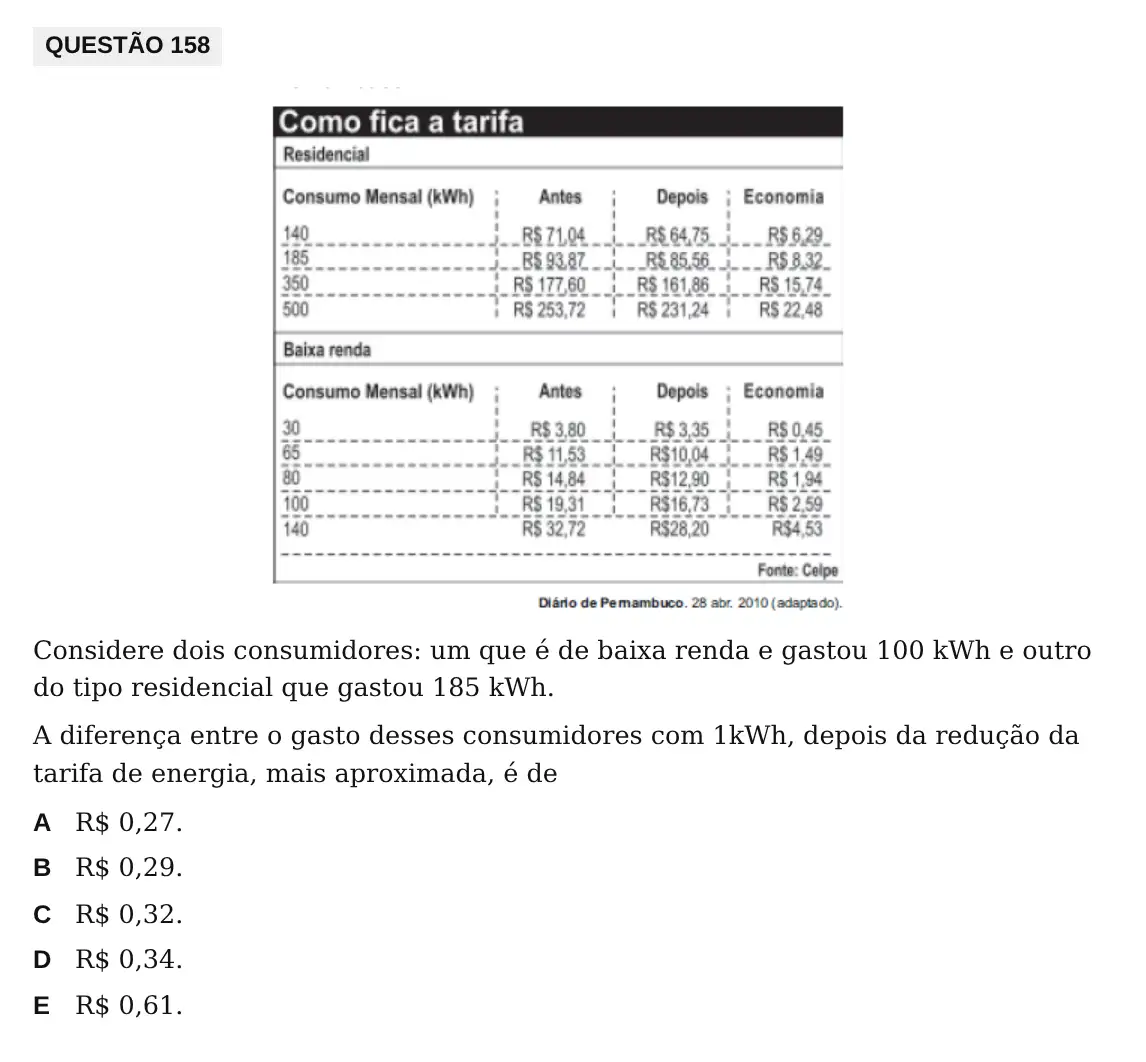 QUESTÃO 158
Como fica a tarifa
Residencial
Consumo Mensal (kWh) Antes Depois Economia
140 R$ 71,04 R$ 64,75 R$ 6,29
185 R$ 93,87 R$ 85,56 R$ 8,32
350 R$ 177,60 R$ 161,86 R$ 15,74
500 R$ 253,72 R$ 231,24 R$ 22,48
Baixa renda
Consumo Mensal (kWh) Antes Depois Economia
30 R$ 3,80 R$ 3,35 R$ 0,45
65 R$ 11,53 R$10,04 R$ 1,49
80 R$ 14,84 R$12,90 R$ 1,94
100 R$ 19,31 R$16,73 R$ 2,59
140 R$ 32,72 R$28,20 R$4,53
Fonte: Celpe
Diário de Pernambuco. 28 abr. 2010 (adaptado).
Considere dois consumidores: um que é de baixa renda e gastou 100 kWh e outro
do tipo residencial que gastou 185 kWh.
A diferença entre o gasto desses consumidores com 1kWh, depois da redução da
tarifa de energia, mais aproximada, é de
A R$ 0,27.
B R$ 0,29.
C R$ 0,32.
D R$ 0,34.
E R$ 0,61.